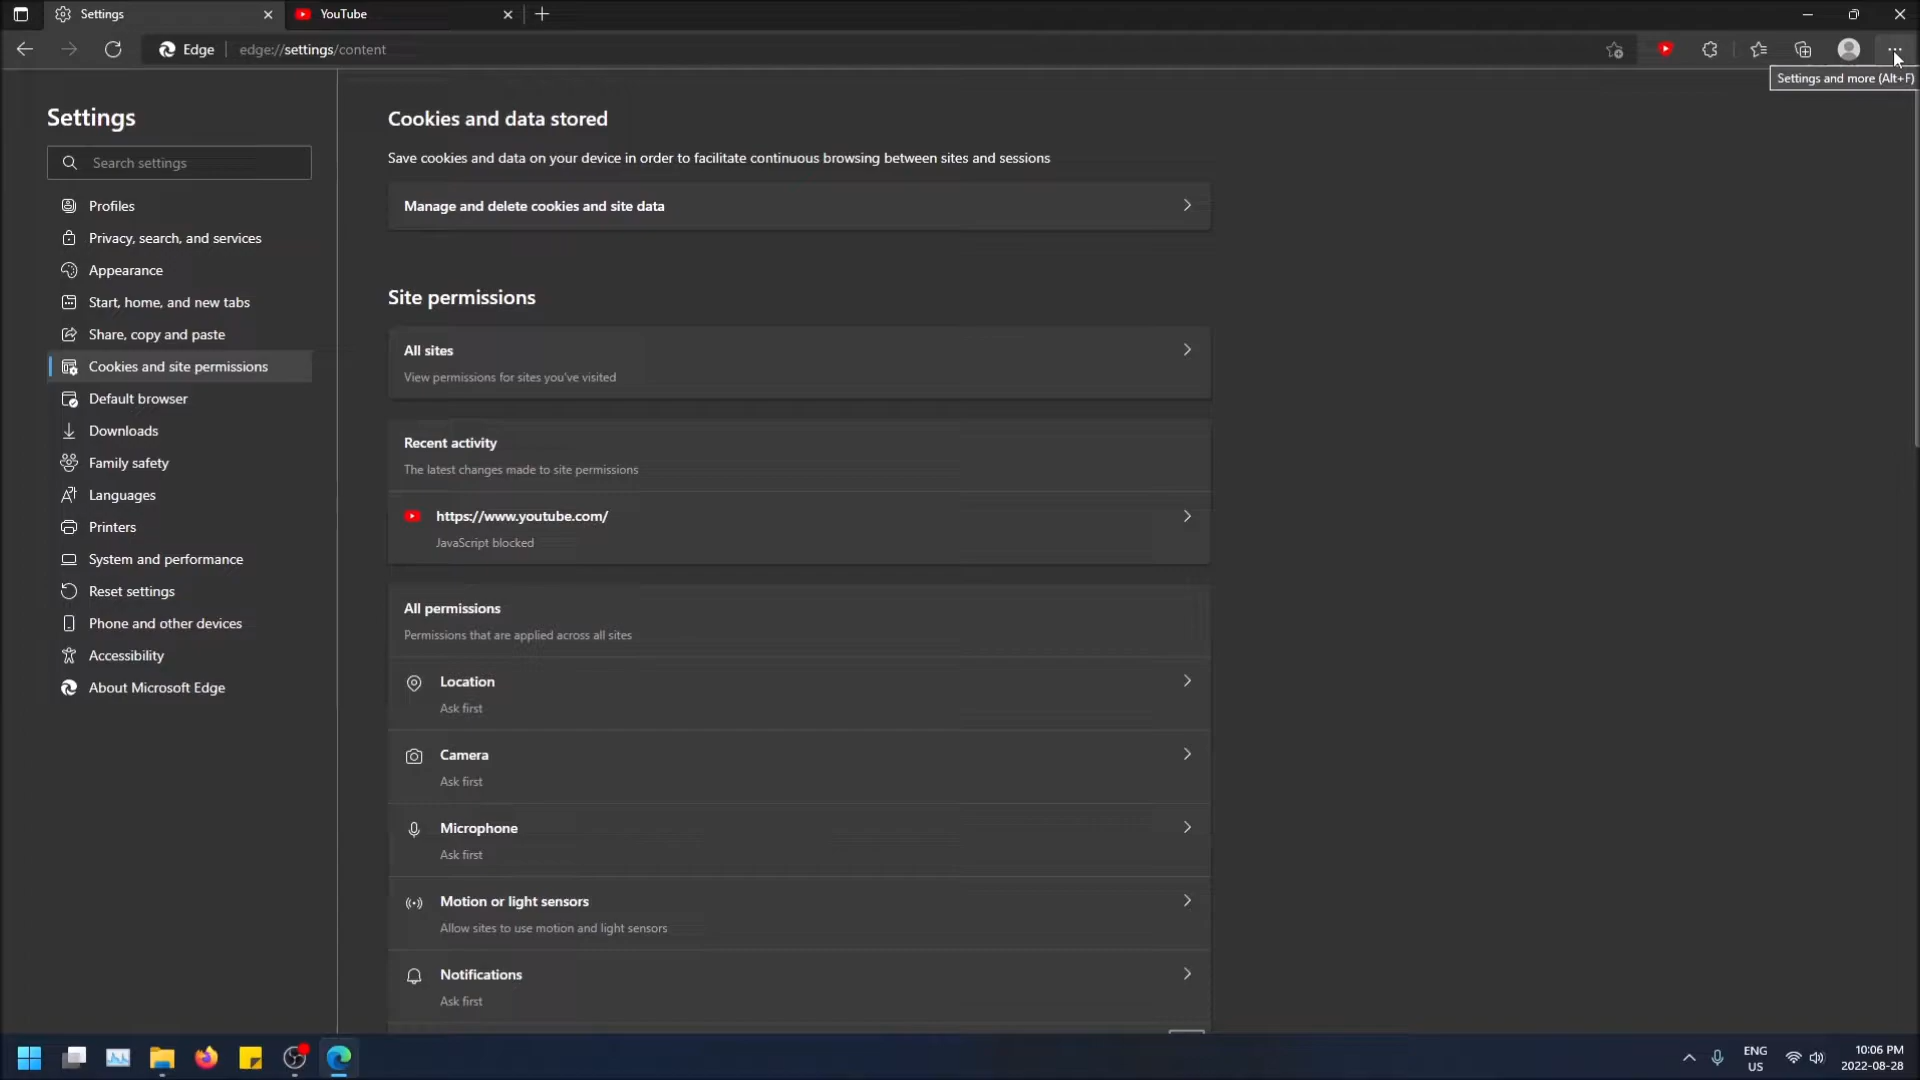 Settings
YouTube
Edge
edge://settings/content
Settings and more (Alt+F)
Settings
Search settings
Profiles
Privacy, search, and services
Appearance
Start, home, and new tabs
Share, copy and paste
Cookies and site permissions
Default browser
Downloads
Family safety
Languages
Printers
System and performance
Reset settings
Phone and other devices
Accessibility
About Microsoft Edge
Cookies and data stored
Save cookies and data on your device in order to facilitate continuous browsing between sites and sessions
Manage and delete cookies and site data
Site permissions
All sites
View permissions for sites you've visited
Recent activity
The latest changes made to site permissions
https://www.youtube.com/
JavaScript blocked
All permissions
Permissions that are applied across all sites
Location
Ask first
Camera
Ask first
Microphone
Ask first
Motion or light sensors
Allow sites to use motion and light sensors
Notifications
Ask first
ENG
US
10:06 PM
2022-08-28